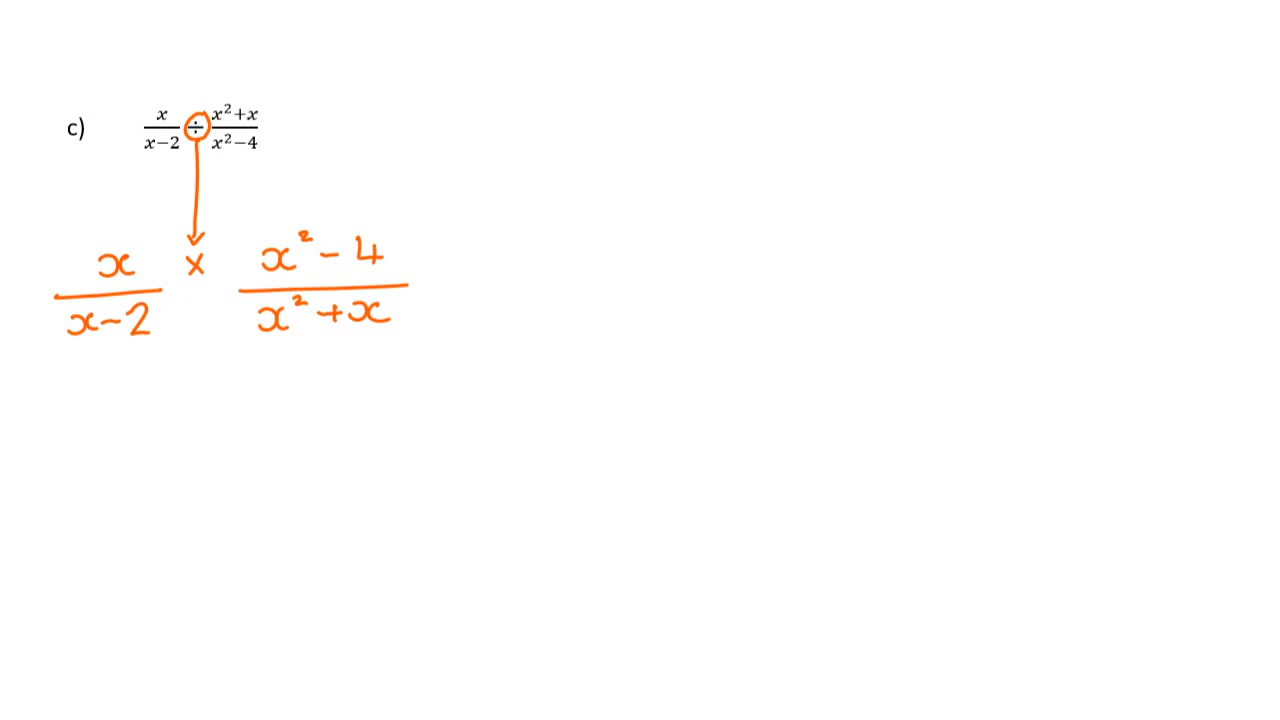 c) x/(x−2) ÷ (x²+x)/(x²−4)
x/(x−2) × (x²−4)/(x²+x)